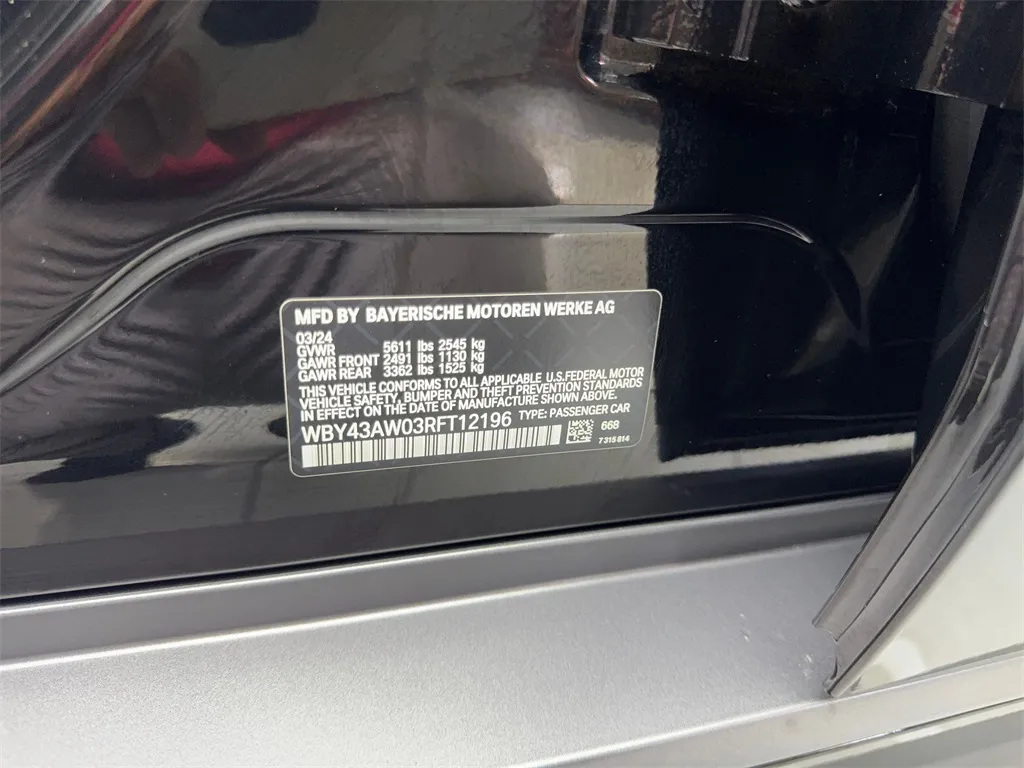 MFD BY BAYERISCHE MOTOREN WERKE AG
03/24
GVWR 5611 lbs 2545 kg
GAWR FRONT 2491 lbs 1130 kg
GAWR REAR 3362 lbs 1525 kg
THIS VEHICLE CONFORMS TO ALL APPLICABLE U.S.FEDERAL MOTOR
VEHICLE SAFETY, BUMPER AND THEFT PREVENTION STANDARDS
IN EFFECT ON THE DATE OF MANUFACTURE SHOWN ABOVE.
WBY43AW03RFT12196 TYPE: PASSENGER CAR
668
7 315 814